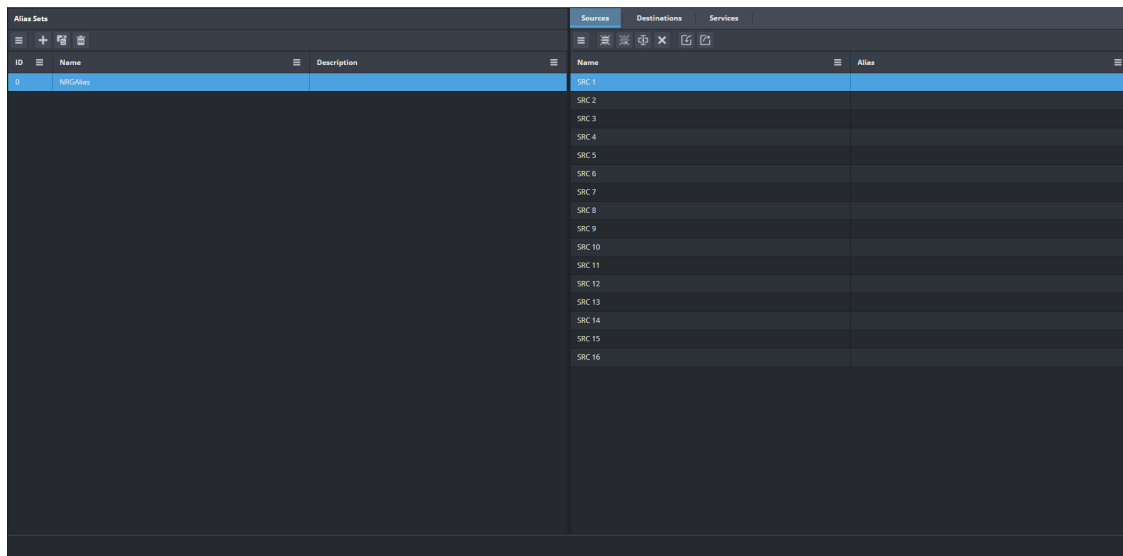 Alias Sets
ID Name Description
0 NRGAlias
Sources Destinations Services
Name Alias
SRC 1
SRC 2
SRC 3
SRC 4
SRC 5
SRC 6
SRC 7
SRC 8
SRC 9
SRC 10
SRC 11
SRC 12
SRC 13
SRC 14
SRC 15
SRC 16